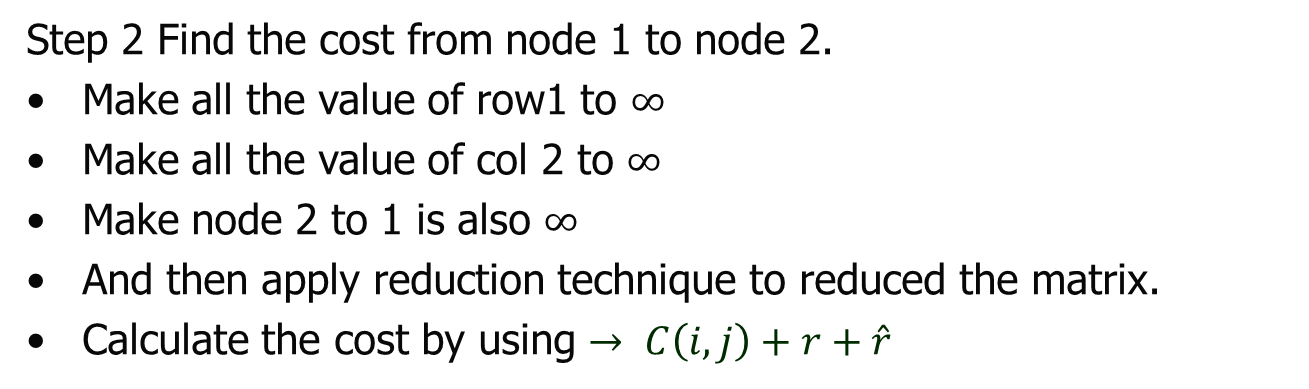 Step 2 Find the cost from node 1 to node 2.
• Make all the value of row1 to ∞
• Make all the value of col 2 to ∞
• Make node 2 to 1 is also ∞
• And then apply reduction technique to reduced the matrix.
• Calculate the cost by using → C(i,j) + r + r̂